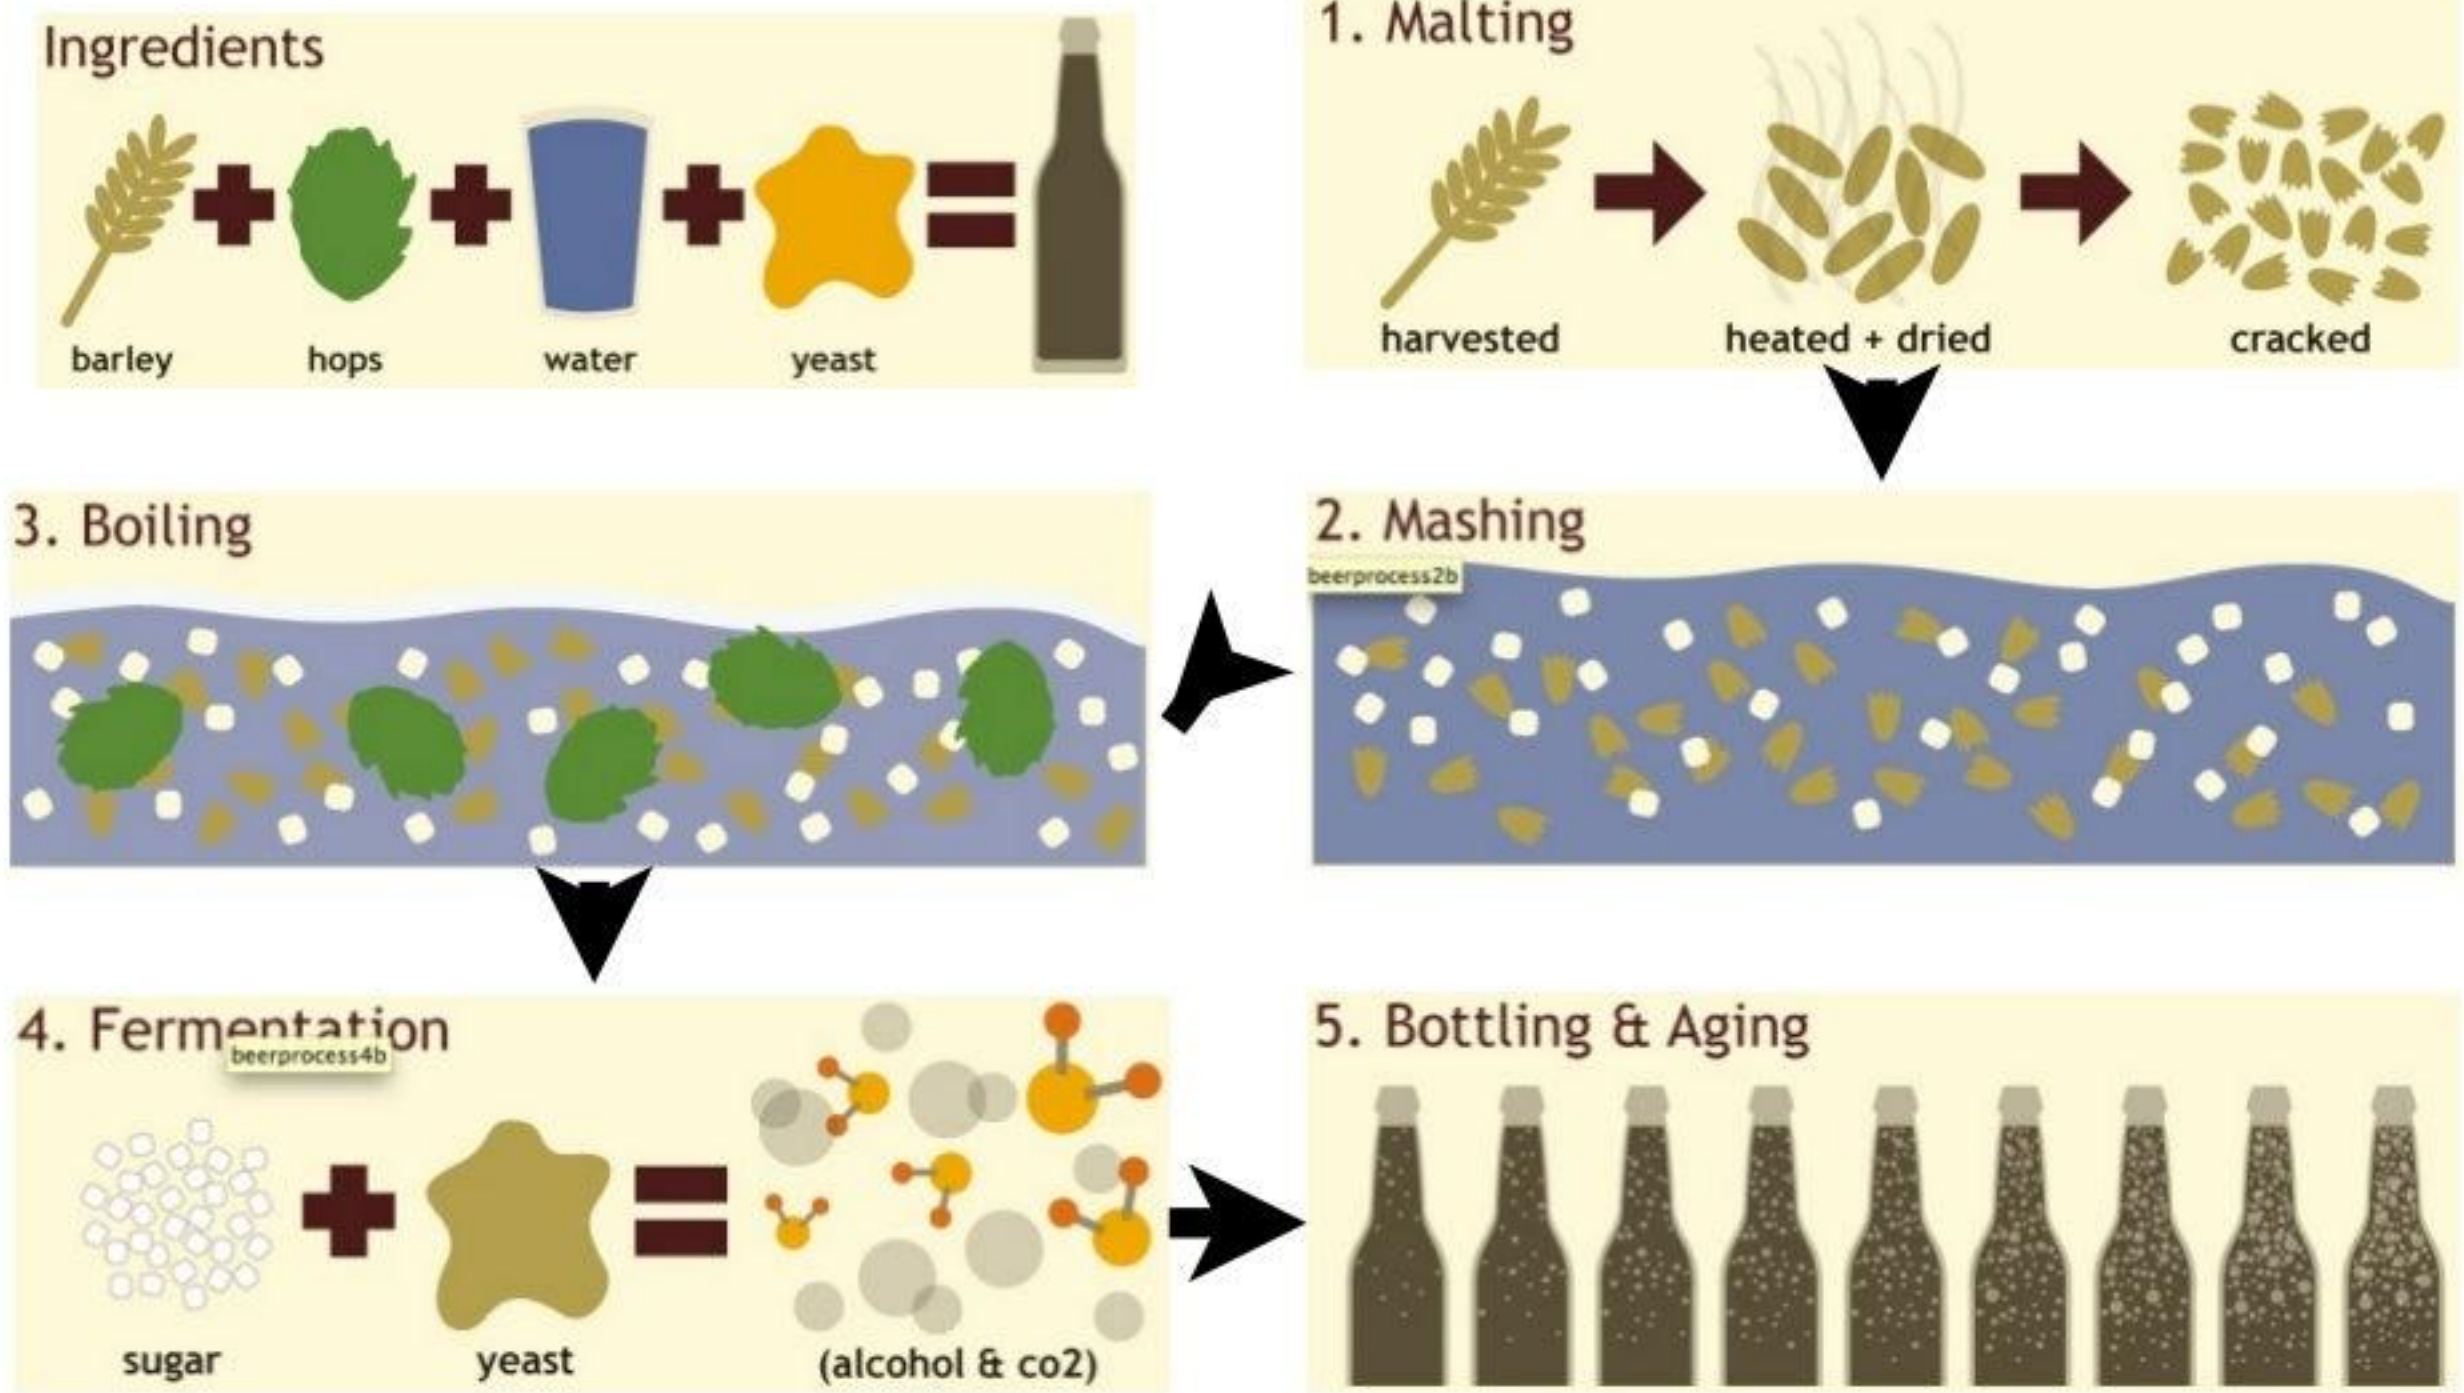 Ingredients
barley
hops
water
yeast
1. Malting
harvested
heated + dried
cracked
2. Mashing
beerprocess2b
3. Boiling
4. Fermentation
beerprocess4b
sugar
yeast
(alcohol & co2)
5. Bottling & Aging